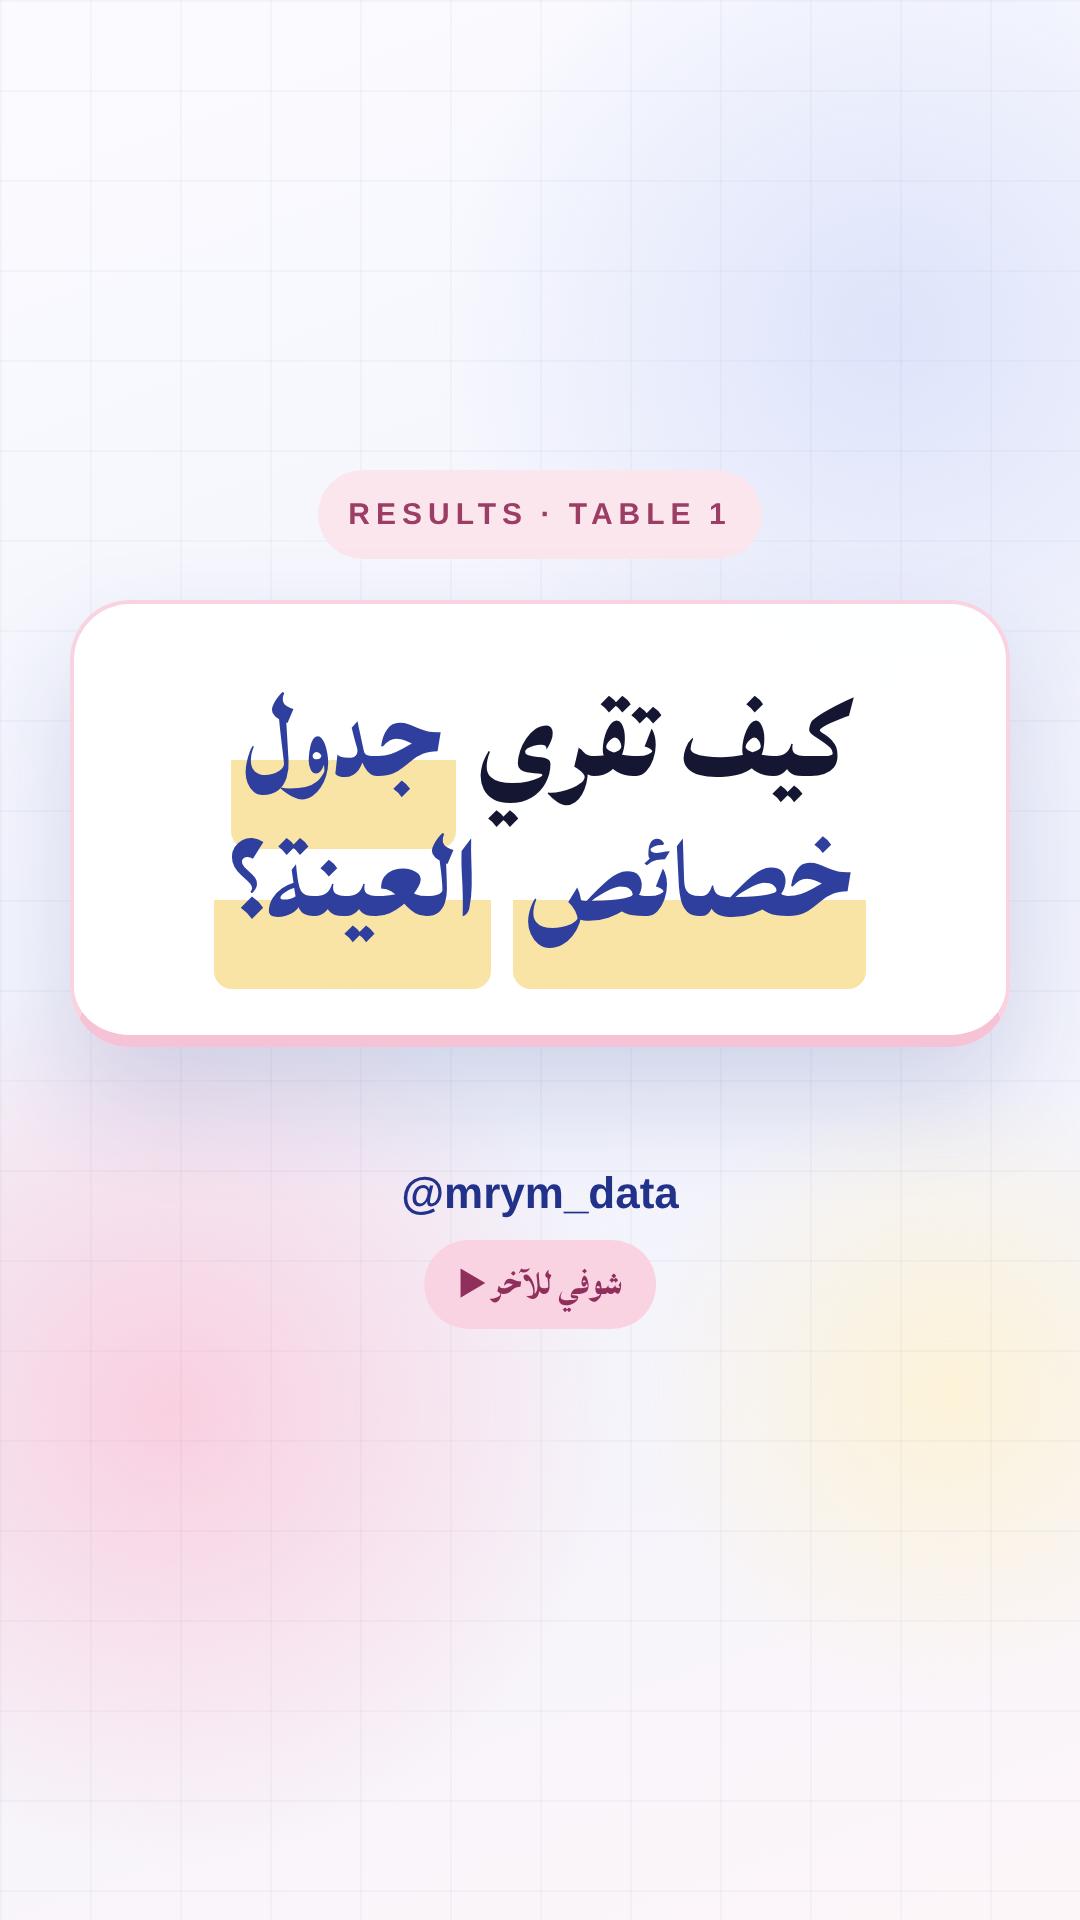 RESULTS · TABLE 1
كيف تقري جدول
خصائص العينة؟
@mrym_data
شوفي للآخر ▶